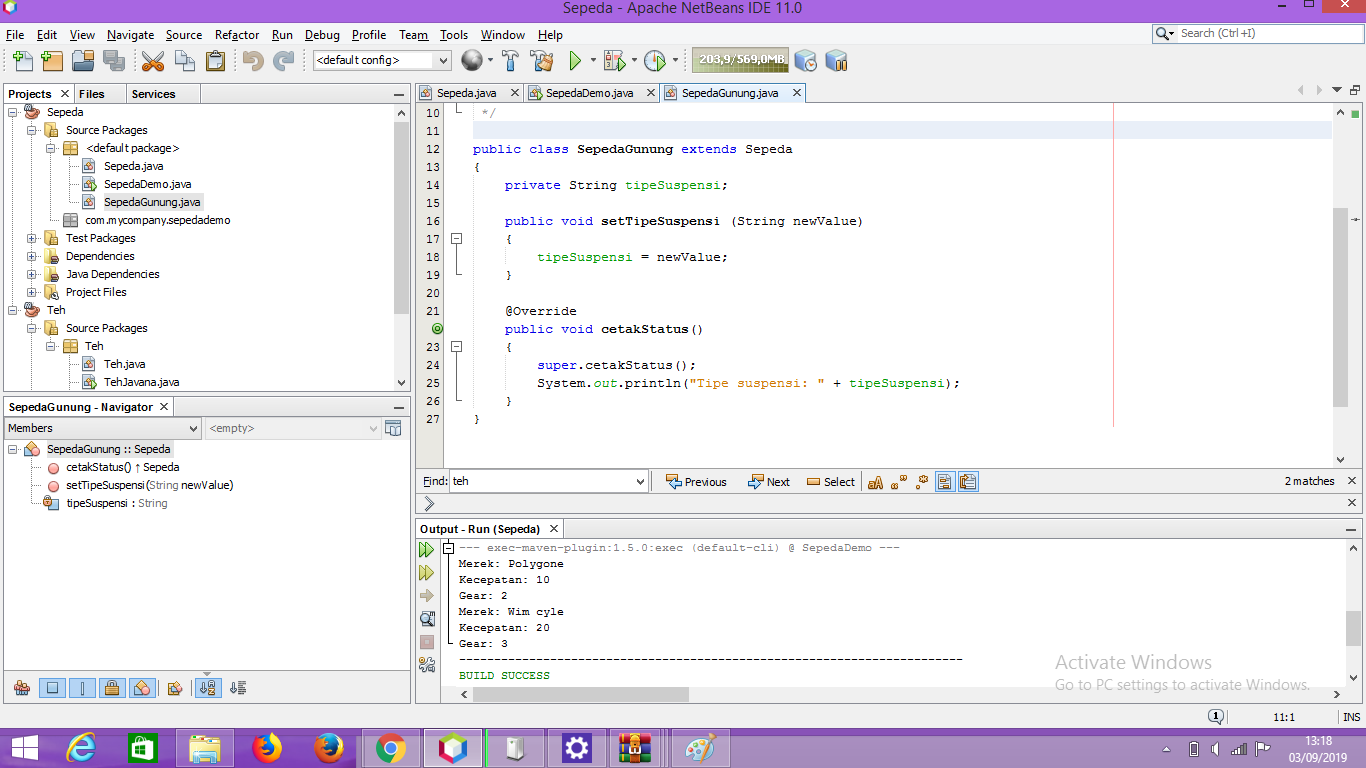 Sepeda - Apache NetBeans IDE 11.0
File Edit View Navigate Source Refactor Run Debug Profile Team Tools Window Help
Search (Ctrl+I)
<default config>
203,9/569,0MB
Projects Files Services
Sepeda
Source Packages
<default package>
Sepeda.java
SepedaDemo.java
SepedaGunung.java
com.mycompany.sepedademo
Test Packages
Dependencies
Java Dependencies
Project Files
Teh
Source Packages
Teh
Teh.java
TehJavana.java
SepedaGunung - Navigator
Members
<empty>
SepedaGunung :: Sepeda
cetakStatus() ↑ Sepeda
setTipeSuspensi(String newValue)
tipeSuspensi : String
Sepeda.java SepedaDemo.java SepedaGunung.java
10 */
11
12 public class SepedaGunung extends Sepeda
13 {
14 private String tipeSuspensi;
15
16 public void setTipeSuspensi (String newValue)
17 {
18 tipeSuspensi = newValue;
19 }
20
21 @Override
public void cetakStatus()
23 {
24 super.cetakStatus();
25 System.out.println("Tipe suspensi: " + tipeSuspensi);
26 }
27 }
Find: teh Previous Next Select aA 2 matches
Output - Run (Sepeda)
--- exec-maven-plugin:1.5.0:exec (default-cli) @ SepedaDemo ---
Merek: Polygone
Kecepatan: 10
Gear: 2
Merek: Wim cyle
Kecepatan: 20
Gear: 3
------------------------------------------------------------------------
BUILD SUCCESS
Activate Windows
Go to PC settings to activate Windows.
1 11:1 INS
13:18
03/09/2019